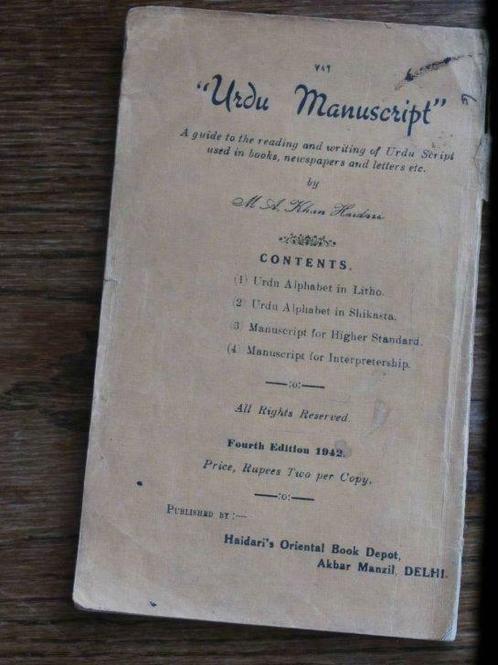 ۷۸۶
"Urdu Manuscript"
A guide to the reading and writing of Urdu Script
used in books, newspapers and letters etc.
by
M. A. Khan Haidari
CONTENTS.
(1) Urdu Alphabet in Litho.
(2) Urdu Alphabet in Shikasta.
(3) Manuscript for Higher Standard.
(4) Manuscript for Interpretership.
—:o:—
All Rights Reserved.
Fourth Edition 1942.
Price, Rupees Two per Copy.
—:o:—
PUBLISHED BY :—
Haidari's Oriental Book Depot,
Akbar Manzil, DELHI.